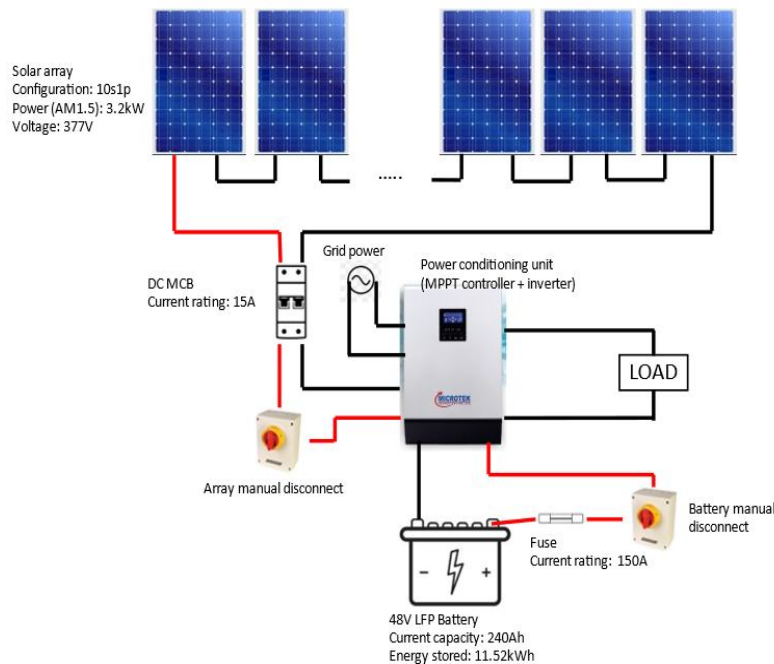 Solar array
Configuration: 10s1p
Power (AM1.5): 3.2kW
Voltage: 377V
.....
Grid power
DC MCB
Current rating: 15A
Power conditioning unit
(MPPT controller + inverter)
MICROTEK
LOAD
Array manual disconnect
Battery manual
disconnect
Fuse
Current rating: 150A
- +
48V LFP Battery
Current capacity: 240Ah
Energy stored: 11.52kWh